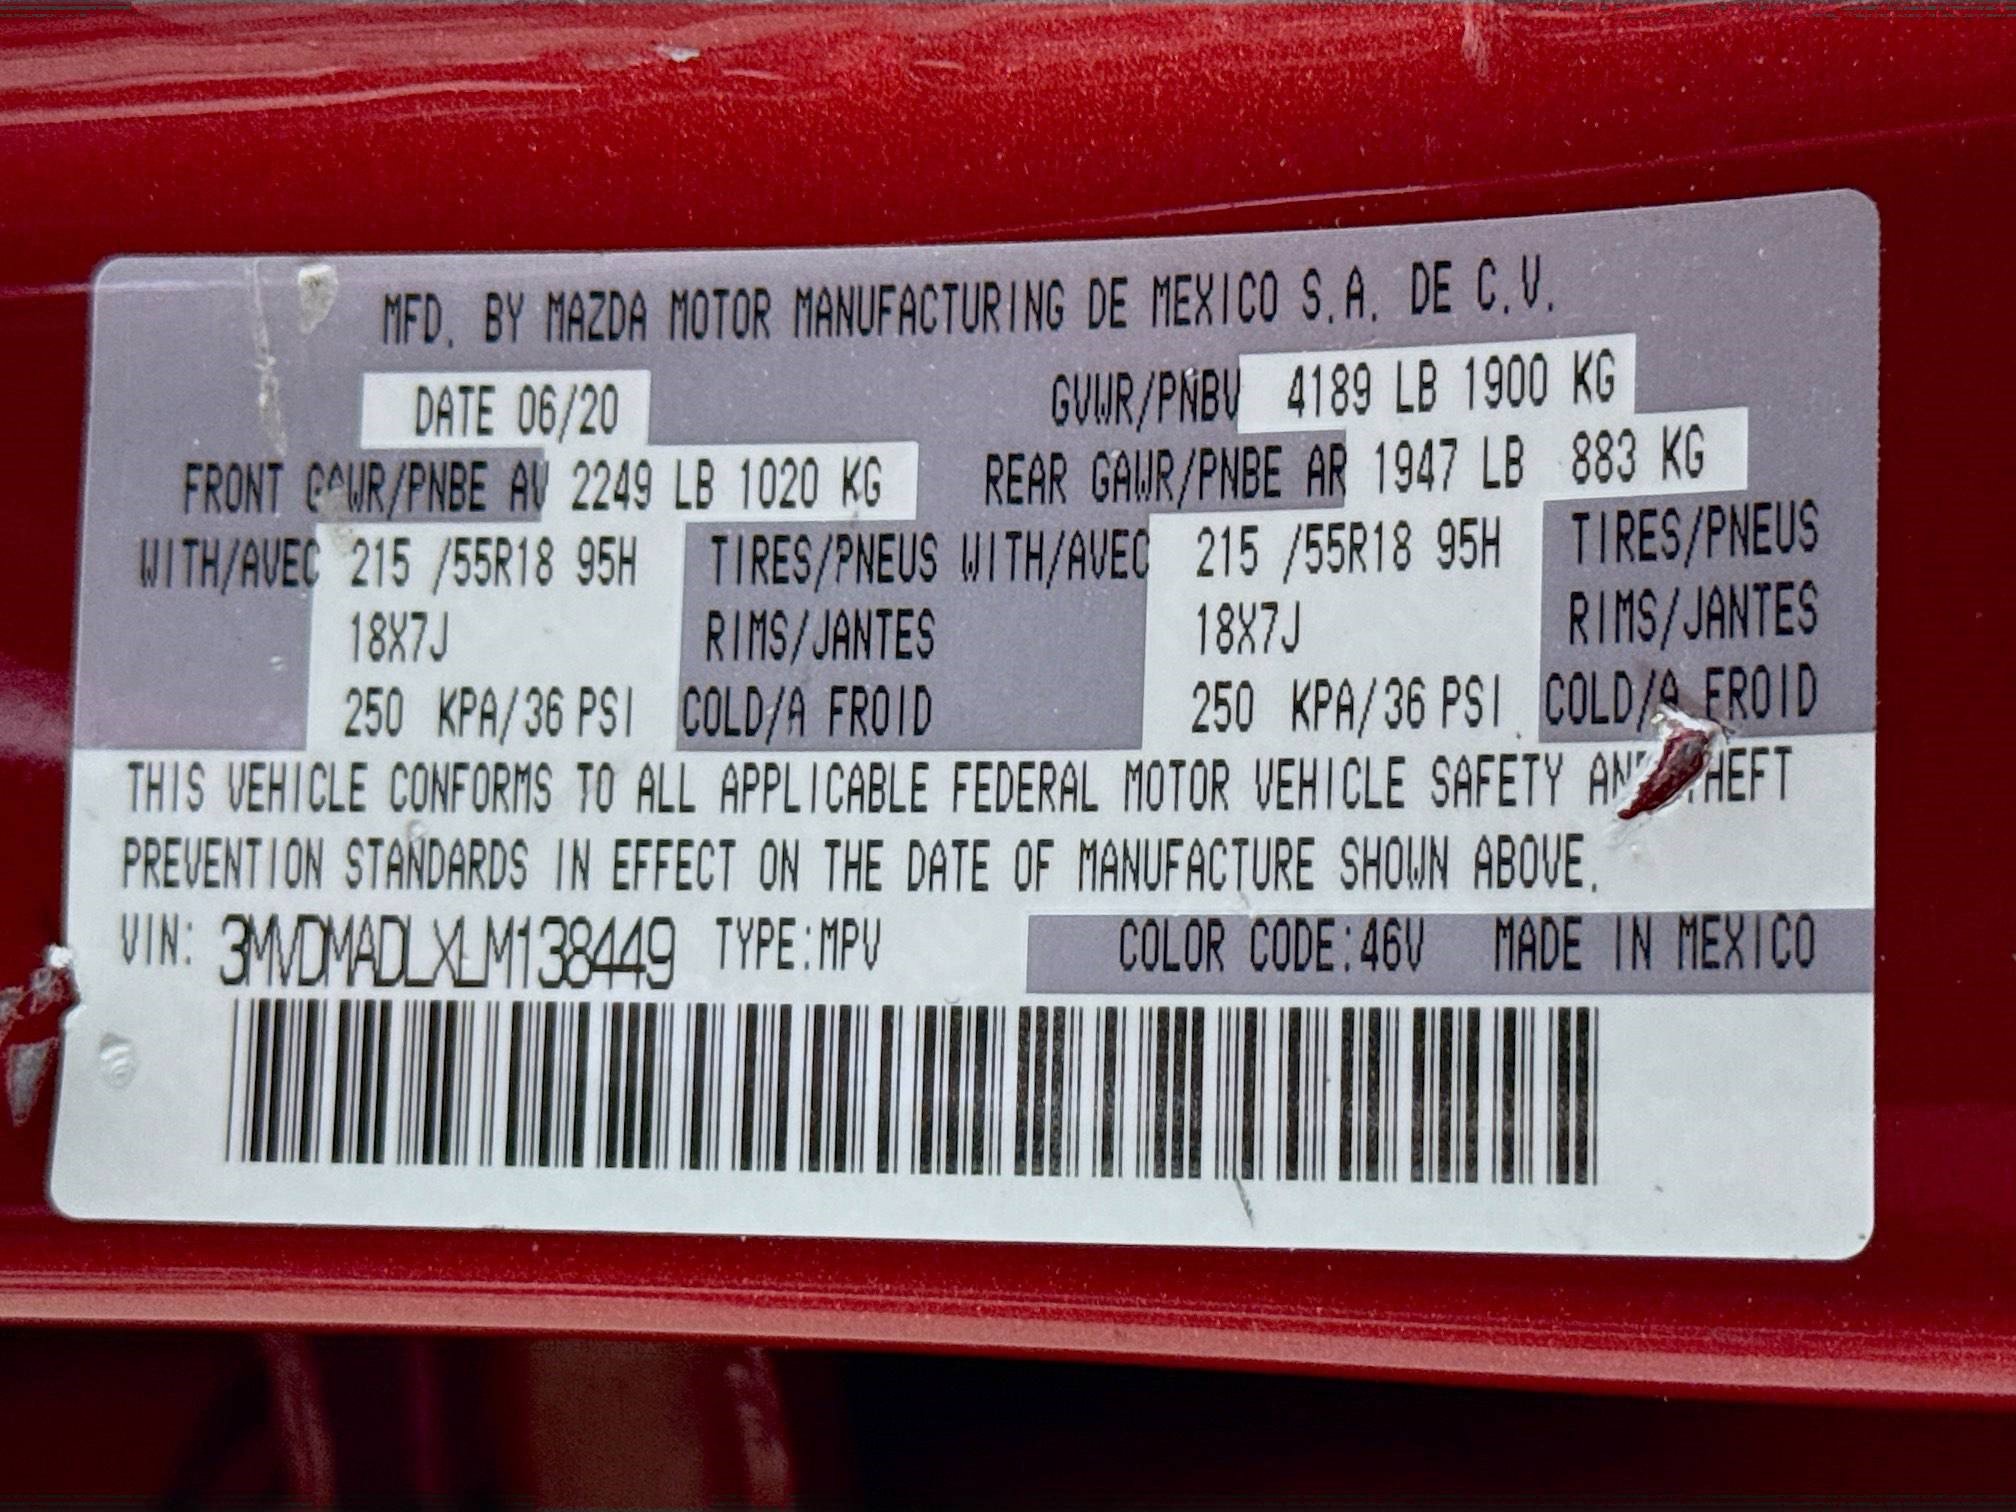 MFD. BY MAZDA MOTOR MANUFACTURING DE MEXICO S.A. DE C.V.
DATE 06/20 GVWR/PNBV 4189 LB 1900 KG
FRONT GAWR/PNBE AV 2249 LB 1020 KG REAR GAWR/PNBE AR 1947 LB 883 KG
WITH/AVEC 215 /55R18 95H TIRES/PNEUS WITH/AVEC 215 /55R18 95H TIRES/PNEUS
18X7J RIMS/JANTES 18X7J RIMS/JANTES
250 KPA/36 PSI COLD/A FROID 250 KPA/36 PSI COLD/A FROID
THIS VEHICLE CONFORMS TO ALL APPLICABLE FEDERAL MOTOR VEHICLE SAFETY AND THEFT
PREVENTION STANDARDS IN EFFECT ON THE DATE OF MANUFACTURE SHOWN ABOVE.
VIN: 3MVDMADLXLM138449 TYPE:MPV COLOR CODE:46V MADE IN MEXICO